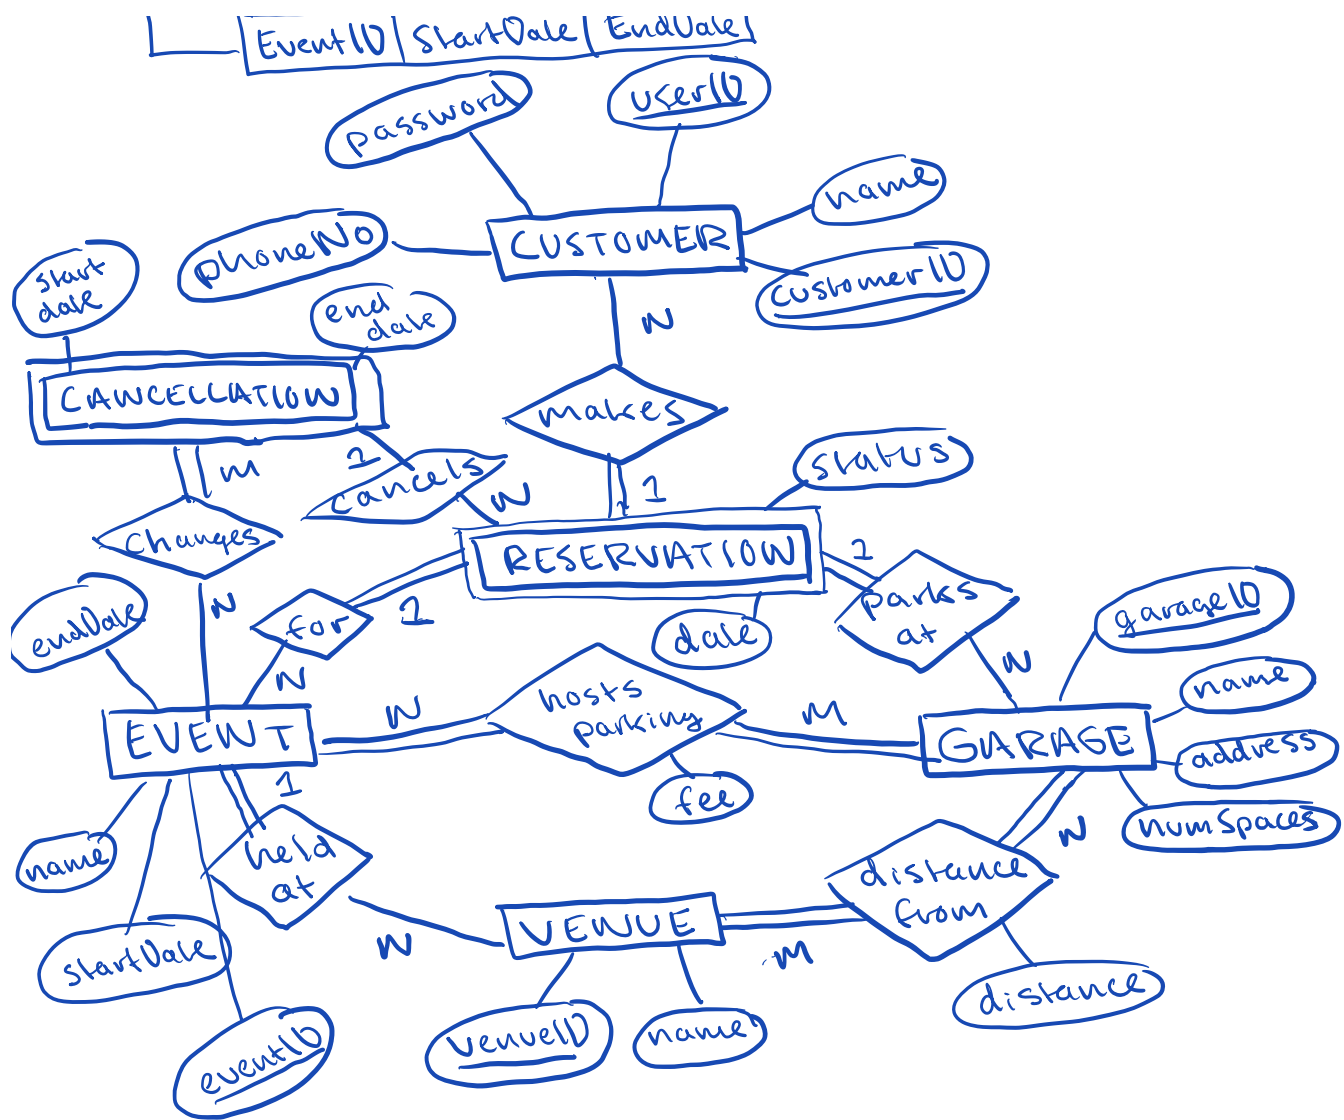 EventID StartDate EndDate
password
userID
name
phoneNo
CUSTOMER
customerID
start
date
end
date
N
CANCELLATION
makes
status
M
1
cancels
N
1
changes
RESERVATION
1
parks
at
garageID
endDate
N
for
1
date
N
name
N
hosts
parking
N
M
EVENT
GARAGE
address
1
fee
numSpaces
name
held
at
N
distance
from
VENUE
N
M
startDate
distance
eventID
venueID
name